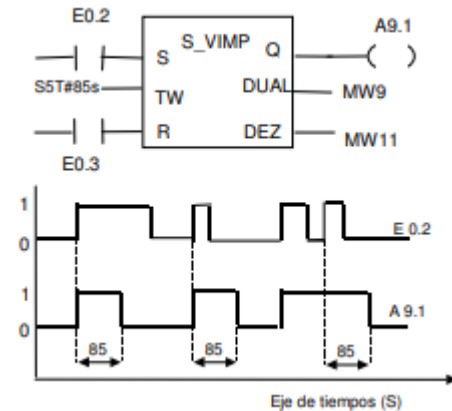 E0.2
A9.1
S S_VIMP Q
S5T#85s
TW DUAL MW9
R DEZ MW11
E0.3
1
0
E 0.2
1
0
A 9.1
85 85 85
Eje de tiempos (S)